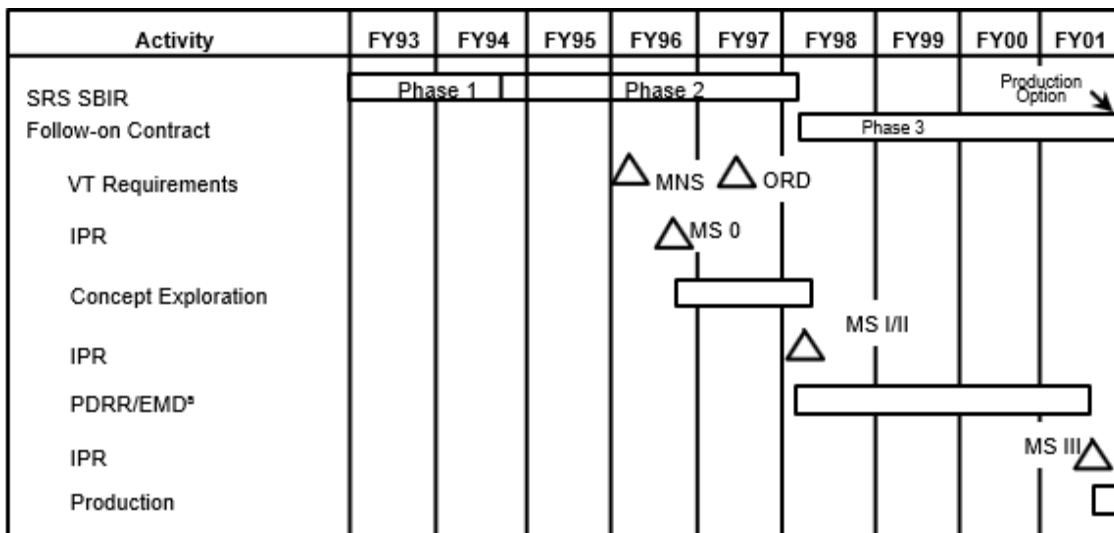 Activity FY93 FY94 FY95 FY96 FY97 FY98 FY99 FY00 FY01
SRS SBIR Phase 1 Phase 2 Production
Option
Follow-on Contract Phase 3
VT Requirements MNS ORD
IPR MS 0
Concept Exploration
MS I/II
IPR
PDRR/EMDª
IPR MS III
Production